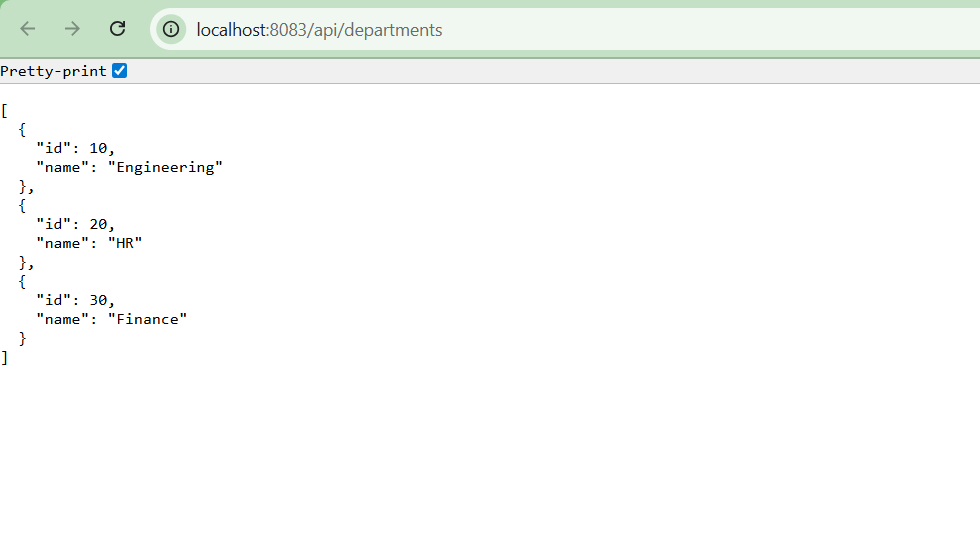 localhost:8083/api/departments
Pretty-print
[
  {
    "id": 10,
    "name": "Engineering"
  },
  {
    "id": 20,
    "name": "HR"
  },
  {
    "id": 30,
    "name": "Finance"
  }
]